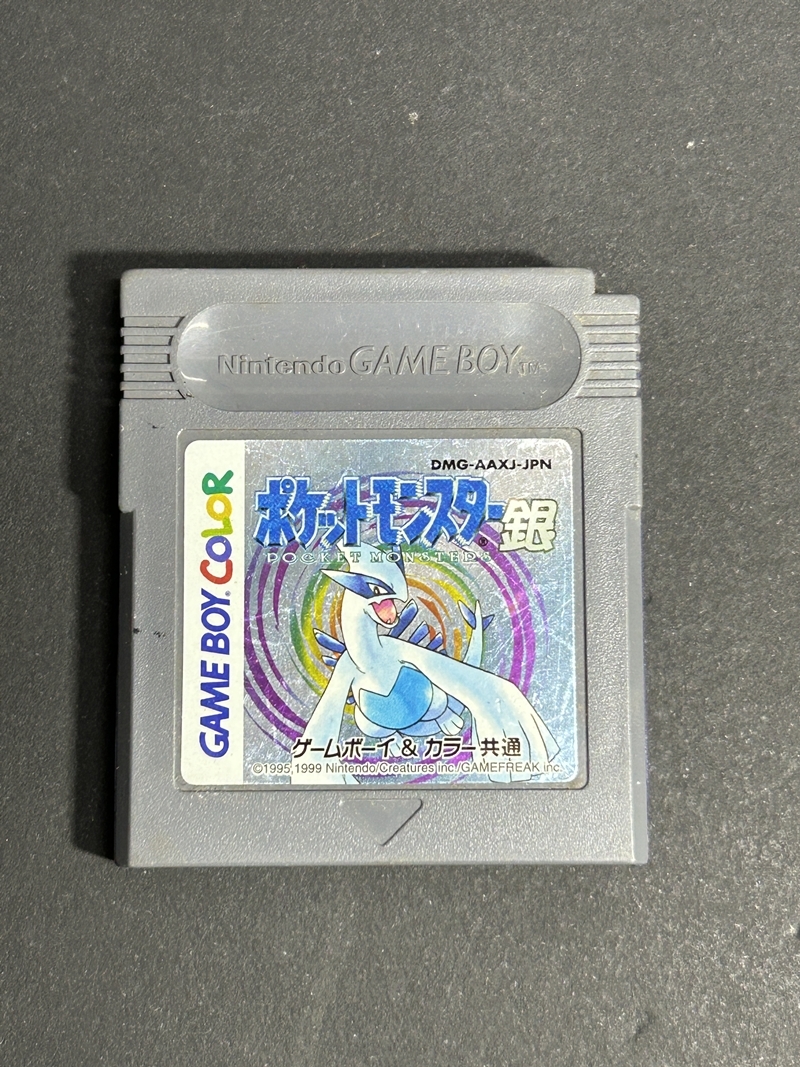 Nintendo GAME BOY TM
DMG-AAXJ-JPN
GAME BOY COLOR
ポケットモンスター銀
POCKET MONSTERS
ゲームボーイ & カラー共通
©1995,1999 Nintendo/Creatures inc./GAMEFREAK inc.